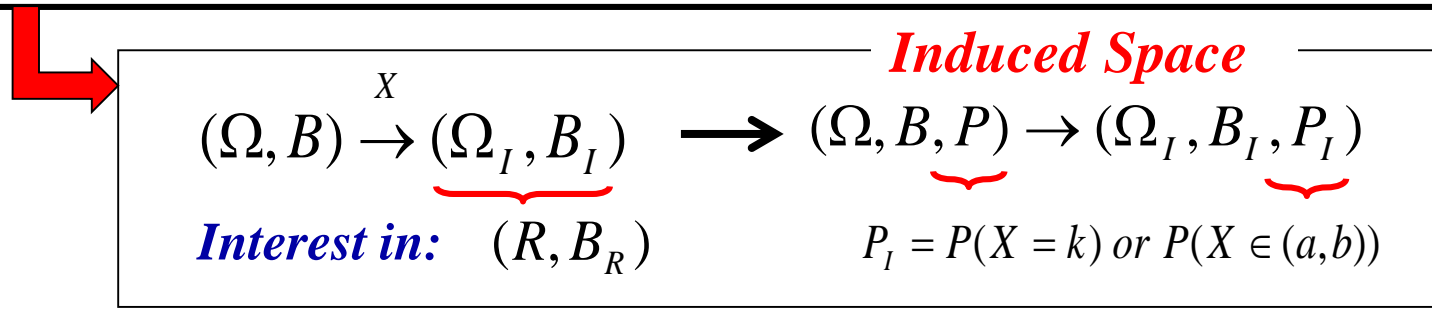 Induced Space
X
(Ω, B) → (Ω_I, B_I) → (Ω, B, P) → (Ω_I, B_I, P_I)
Interest in: (R, B_R) P_I = P(X = k) or P(X ∈ (a,b))